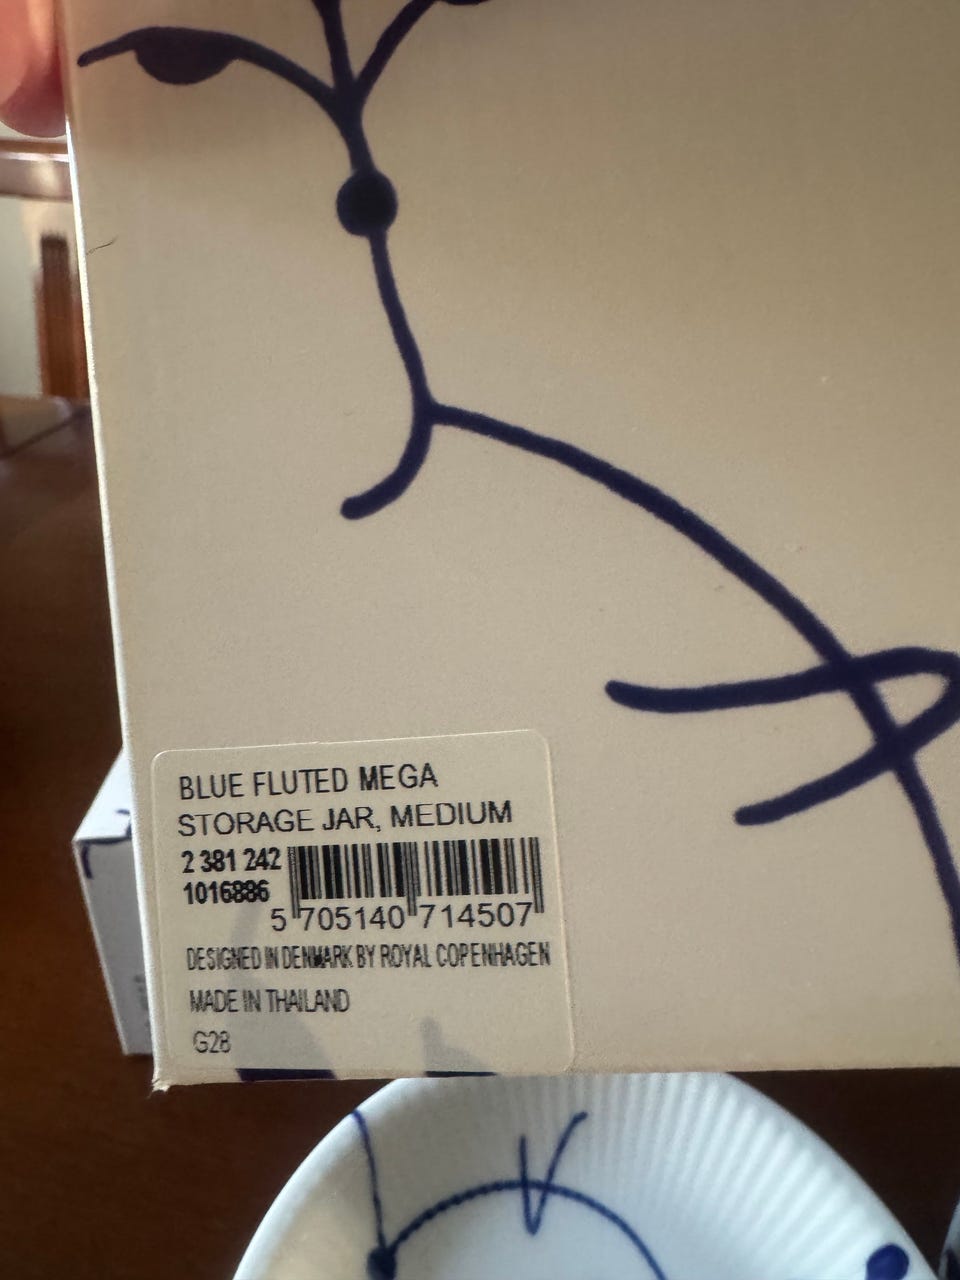 BLUE FLUTED MEGA
STORAGE JAR, MEDIUM
2 381 242
1016886
5 705140 714507
DESIGNED IN DENMARK BY ROYAL COPENHAGEN
MADE IN THAILAND
G28